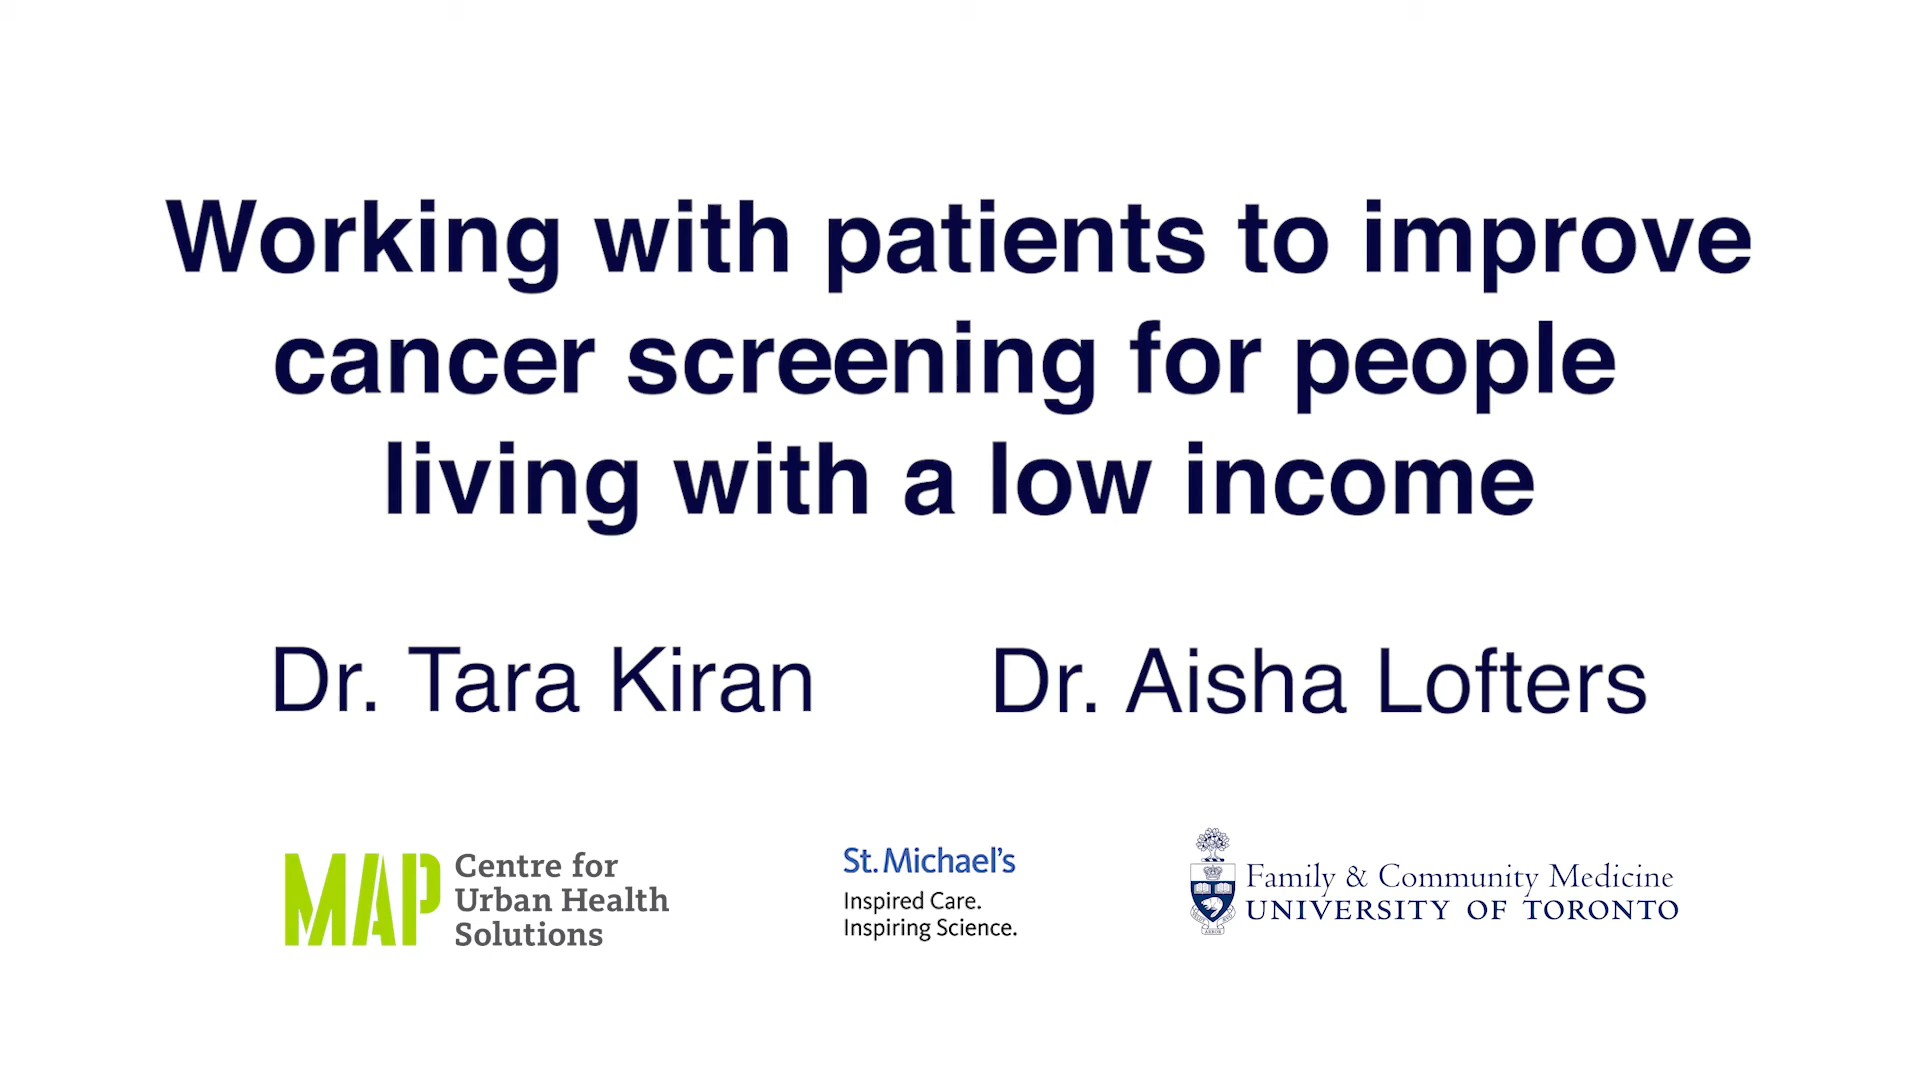 Working with patients to improve
cancer screening for people
living with a low income
Dr. Tara Kiran
Dr. Aisha Lofters
MAP
Centre for
Urban Health
Solutions
St. Michael's
Inspired Care.
Inspiring Science.
Family & Community Medicine
UNIVERSITY OF TORONTO